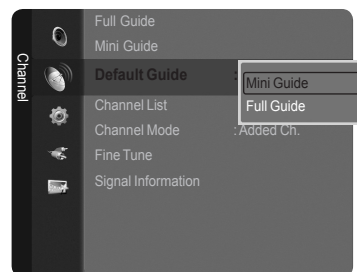 Channel
Full Guide
Mini Guide
Default Guide :
Mini Guide
Full Guide
Channel List
Channel Mode : Added Ch.
Fine Tune
Signal Information